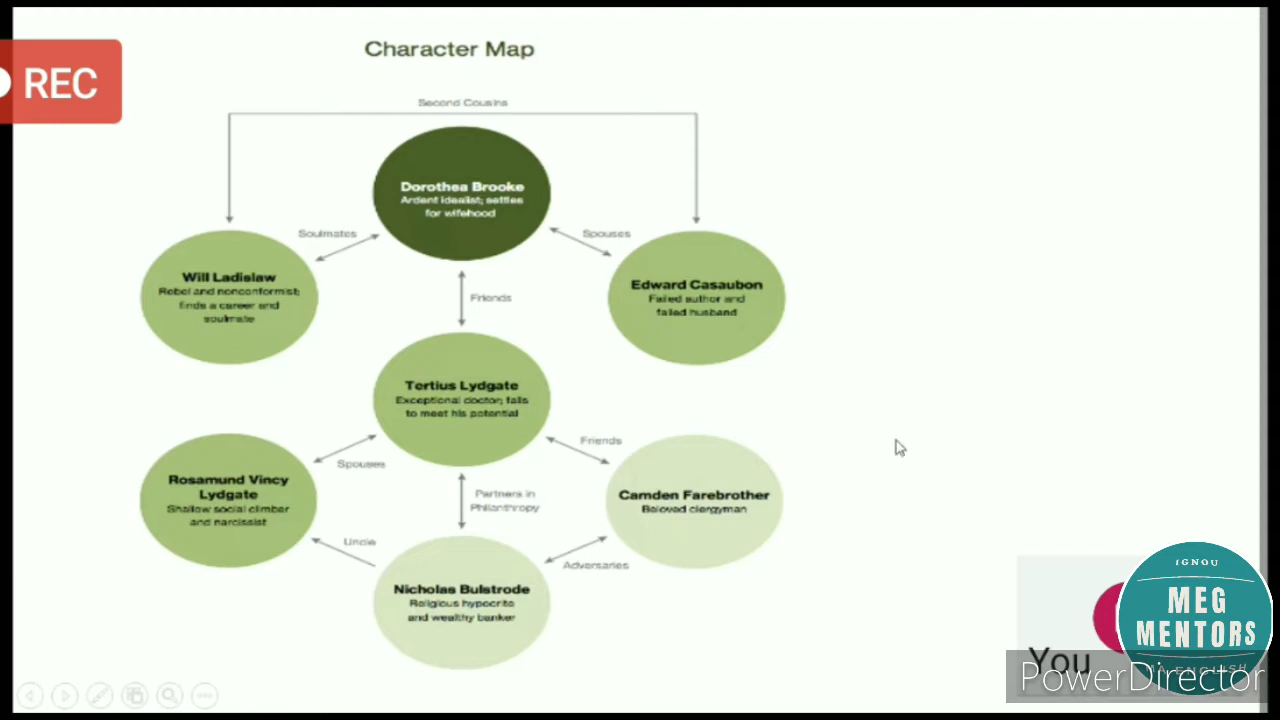 Character Map
REC
Second Cousins
Dorothea Brooke
Ardent idealist; settles
for wifehood
Soulmates
Spouses
Will Ladislaw
Rebel and nonconformist;
finds a career and
soulmate
Edward Casaubon
Failed author and
failed husband
Friends
Tertius Lydgate
Exceptional doctor; fails
to meet his potential
Spouses
Friends
Rosamund Vincy
Lydgate
Shallow social climber
and narcissist
Partners in
Philanthropy
Camden Farebrother
Beloved clergyman
Uncle
Adversaries
Nicholas Bulstrode
Religious hypocrite
and wealthy banker
IGNOU
MEG
MENTORS
MA ENGLISH
You
PowerDirector